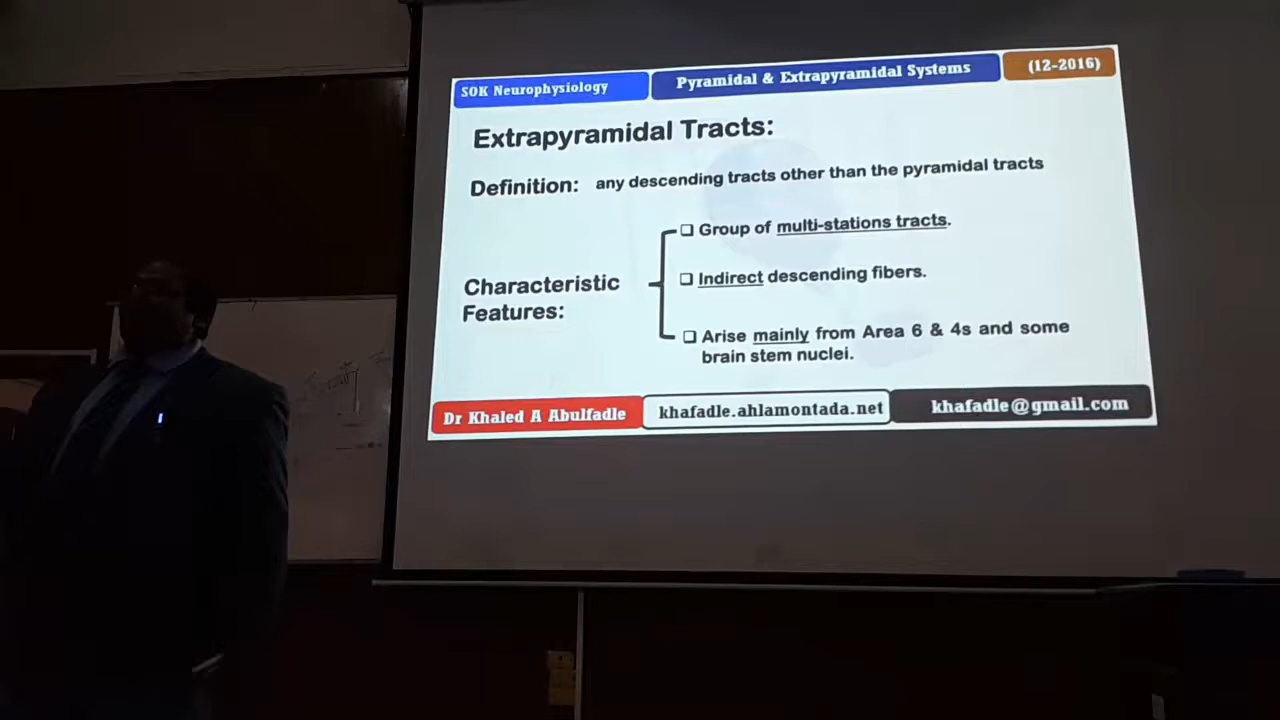 SOK Neurophysiology
Pyramidal & Extrapyramidal Systems
(12-2016)
Extrapyramidal Tracts:
Definition: any descending tracts other than the pyramidal tracts
Characteristic
Features:
❑ Group of multi-stations tracts.
❑ Indirect descending fibers.
❑ Arise mainly from Area 6 & 4s and some
brain stem nuclei.
Dr Khaled A Abulfadle
khafadle.ahlamontada.net
khafadle@gmail.com